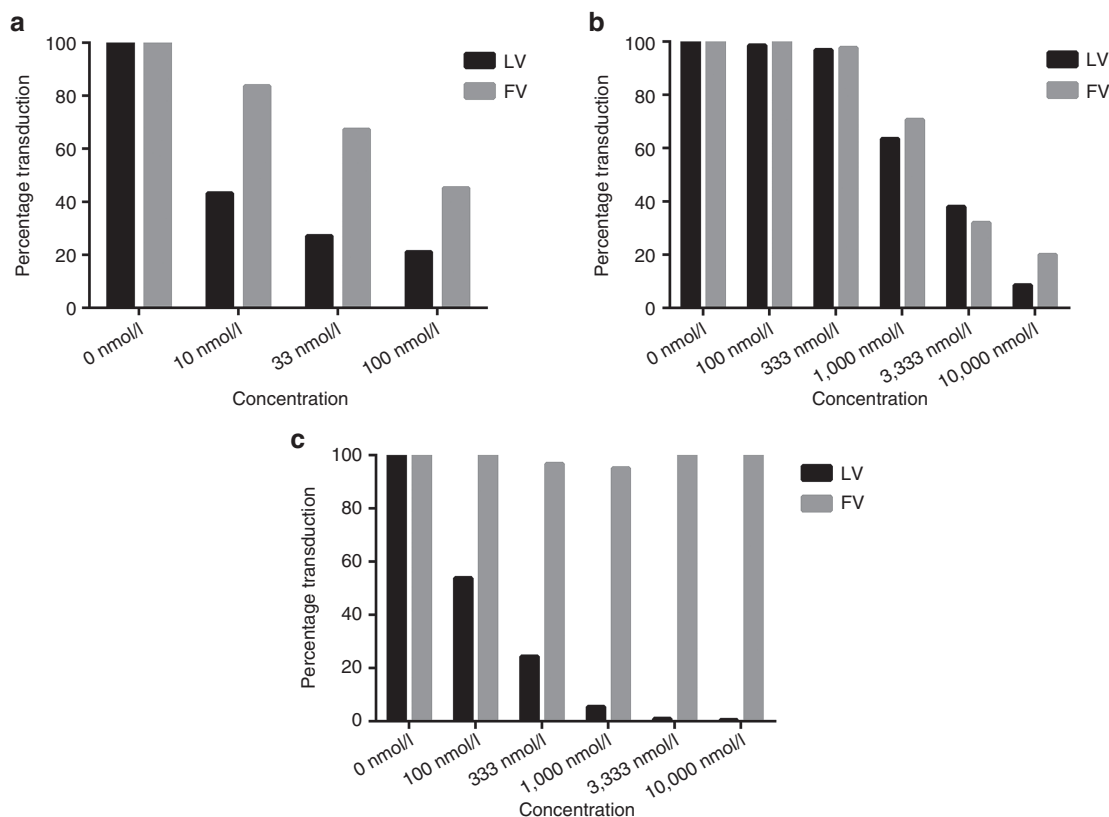 a
100
80
60
40
20
0
Percentage transduction
LV
FV
0 nmol/l
10 nmol/l
33 nmol/l
100 nmol/l
Concentration
b
100
80
60
40
20
0
Percentage transduction
LV
FV
0 nmol/l
100 nmol/l
333 nmol/l
1,000 nmol/l
3,333 nmol/l
10,000 nmol/l
Concentration
c
100
80
60
40
20
0
Percentage transduction
LV
FV
0 nmol/l
100 nmol/l
333 nmol/l
1,000 nmol/l
3,333 nmol/l
10,000 nmol/l
Concentration